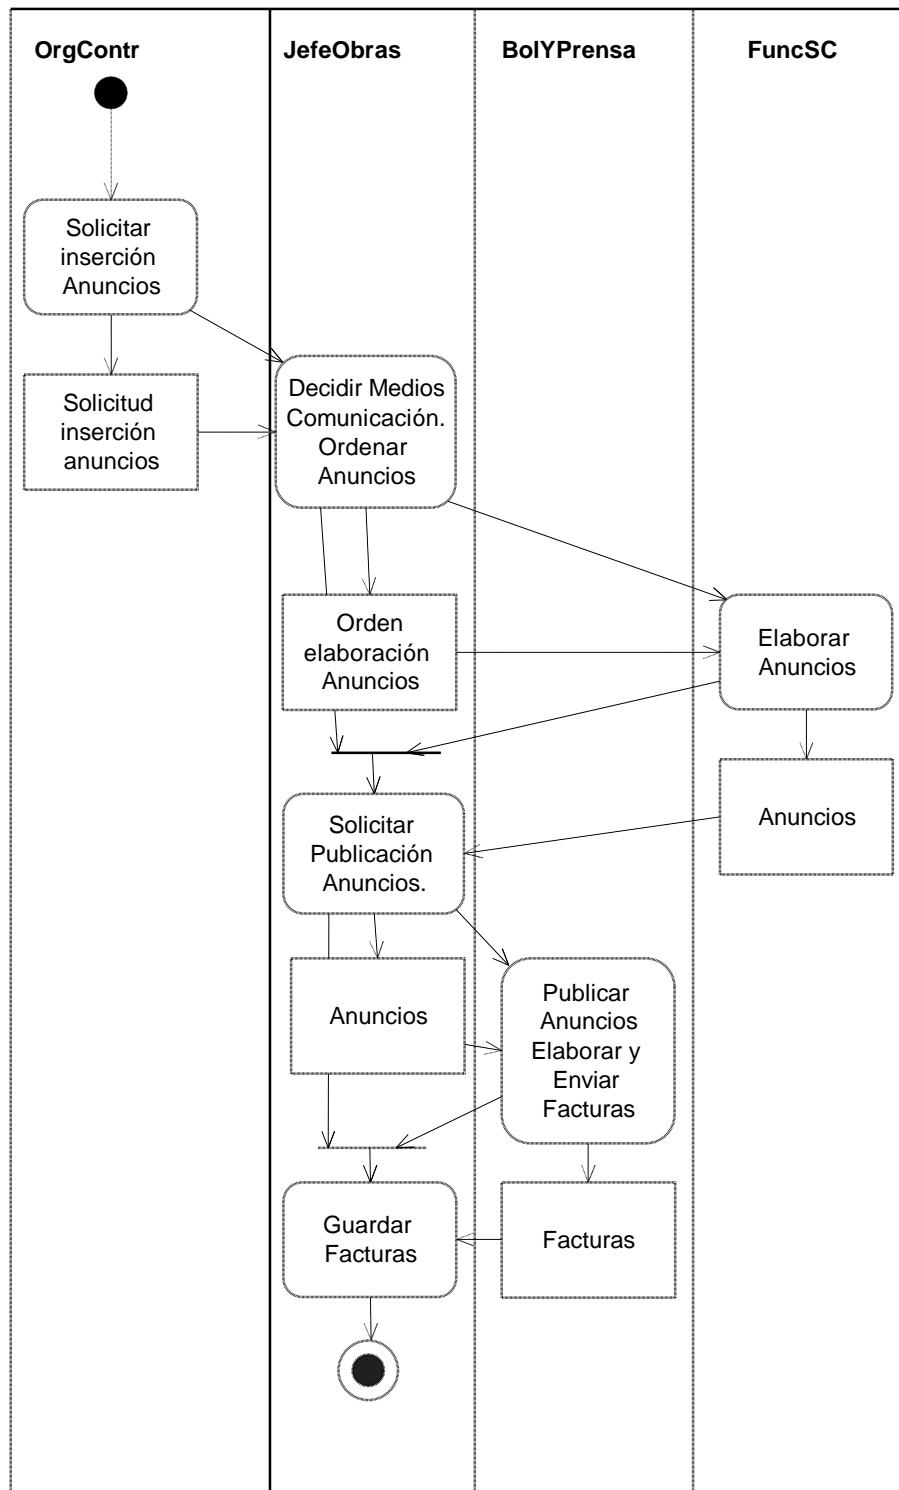 OrgContr
JefeObras
BolYPrensa
FuncSC
Solicitar
inserción
Anuncios
Solicitud
inserción
anuncios
Decidir Medios
Comunicación.
Ordenar
Anuncios
Orden
elaboración
Anuncios
Elaborar
Anuncios
Anuncios
Solicitar
Publicación
Anuncios.
Anuncios
Publicar
Anuncios
Elaborar y
Enviar
Facturas
Guardar
Facturas
Facturas